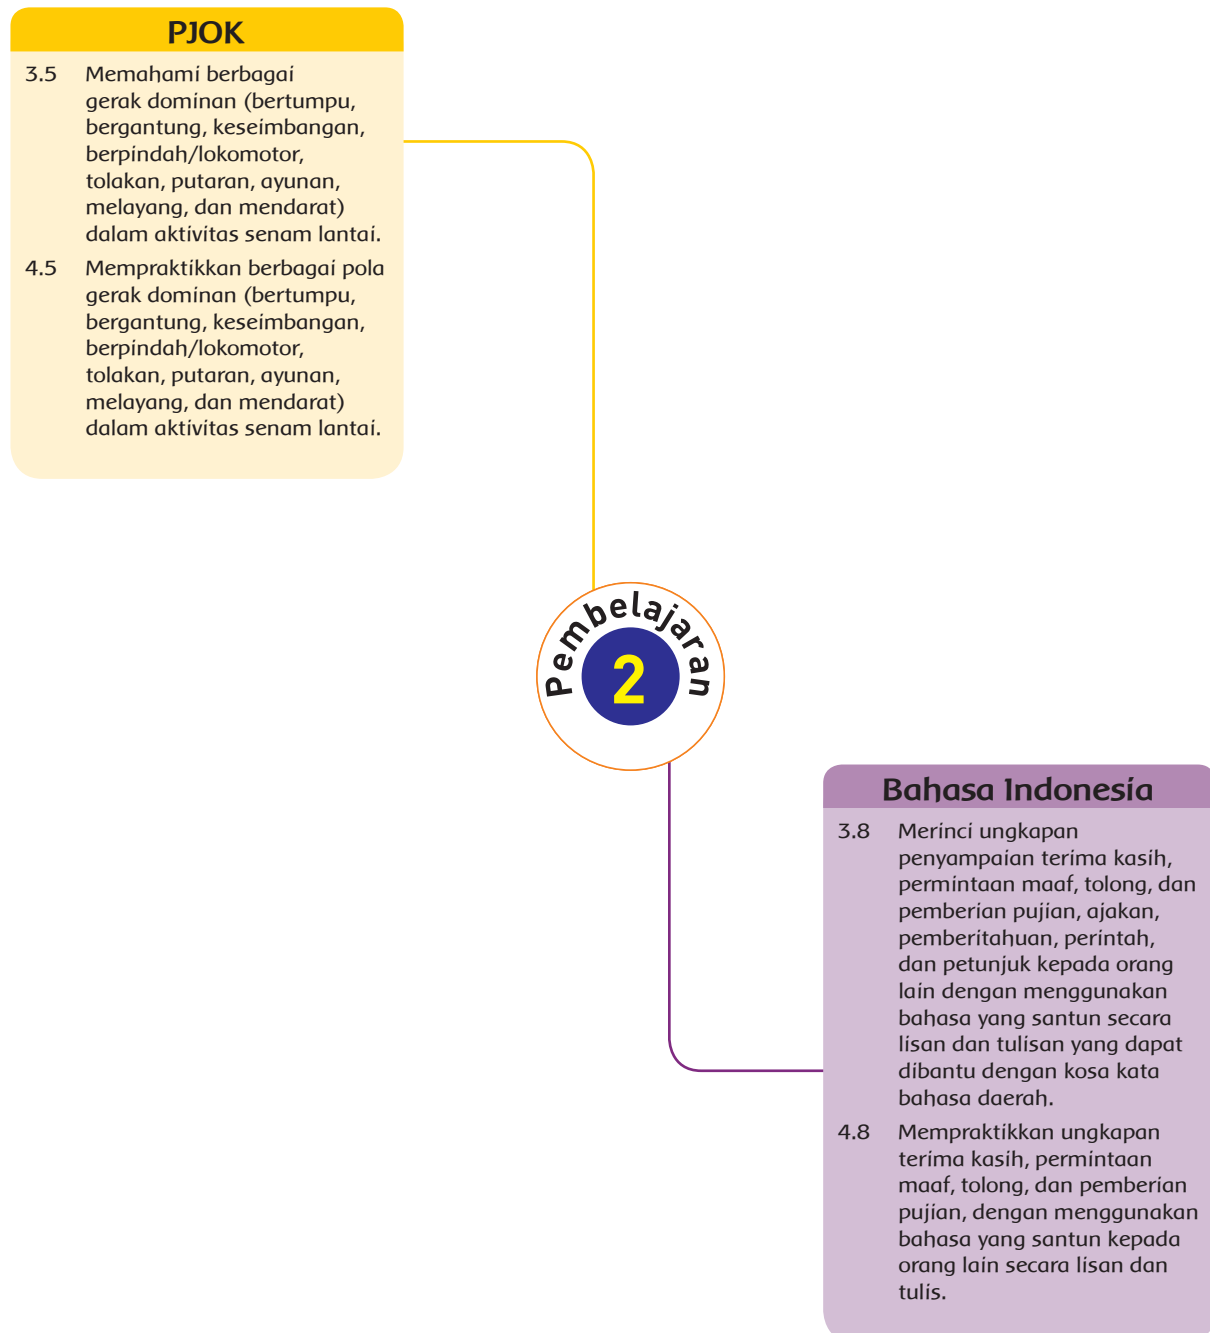 PJOK
3.5 Memahami berbagai
gerak dominan (bertumpu,
bergantung, keseimbangan,
berpindah/lokomotor,
tolakan, putaran, ayunan,
melayang, dan mendarat)
dalam aktivitas senam lantai.
4.5 Mempraktikkan berbagai pola
gerak dominan (bertumpu,
bergantung, keseimbangan,
berpindah/lokomotor,
tolakan, putaran, ayunan,
melayang, dan mendarat)
dalam aktivitas senam lantai.
Pembelajaran
2
Bahasa Indonesia
3.8 Merinci ungkapan
penyampaian terima kasih,
permintaan maaf, tolong, dan
pemberian pujian, ajakan,
pemberitahuan, perintah,
dan petunjuk kepada orang
lain dengan menggunakan
bahasa yang santun secara
lisan dan tulisan yang dapat
dibantu dengan kosa kata
bahasa daerah.
4.8 Mempraktikkan ungkapan
terima kasih, permintaan
maaf, tolong, dan pemberian
pujian, dengan menggunakan
bahasa yang santun kepada
orang lain secara lisan dan
tulis.